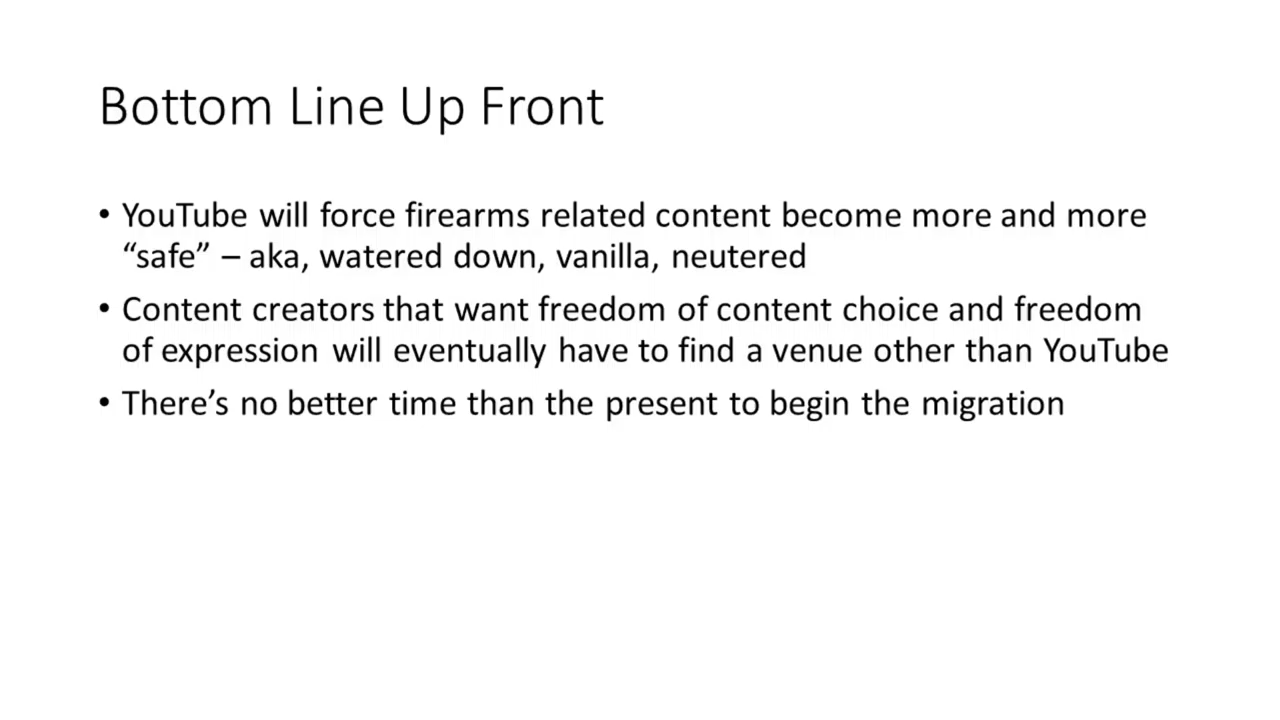 Bottom Line Up Front
• YouTube will force firearms related content become more and more
“safe” – aka, watered down, vanilla, neutered
• Content creators that want freedom of content choice and freedom
of expression will eventually have to find a venue other than YouTube
• There’s no better time than the present to begin the migration